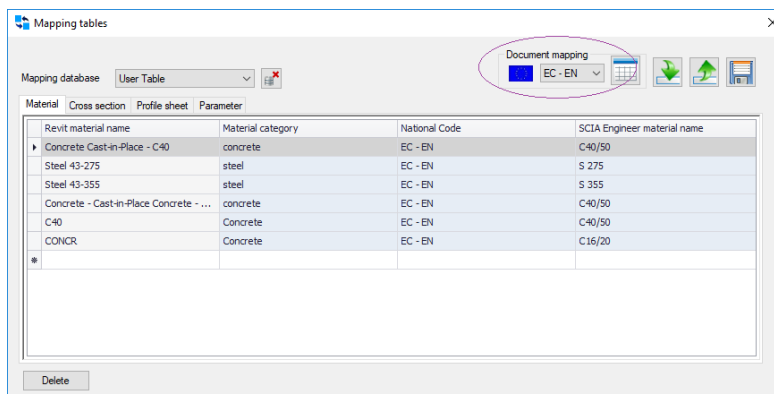 Mapping tables
Document mapping
Mapping database User Table EC - EN
Material Cross section Profile sheet Parameter
Revit material name Material category National Code SCIA Engineer material name
Concrete Cast-in-Place - C40 concrete EC - EN C40/50
Steel 43-275 steel EC - EN S 275
Steel 43-355 steel EC - EN S 355
Concrete - Cast-in-Place Concrete - ... concrete EC - EN C40/50
C40 Concrete EC - EN C40/50
CONCR Concrete EC - EN C16/20
Delete